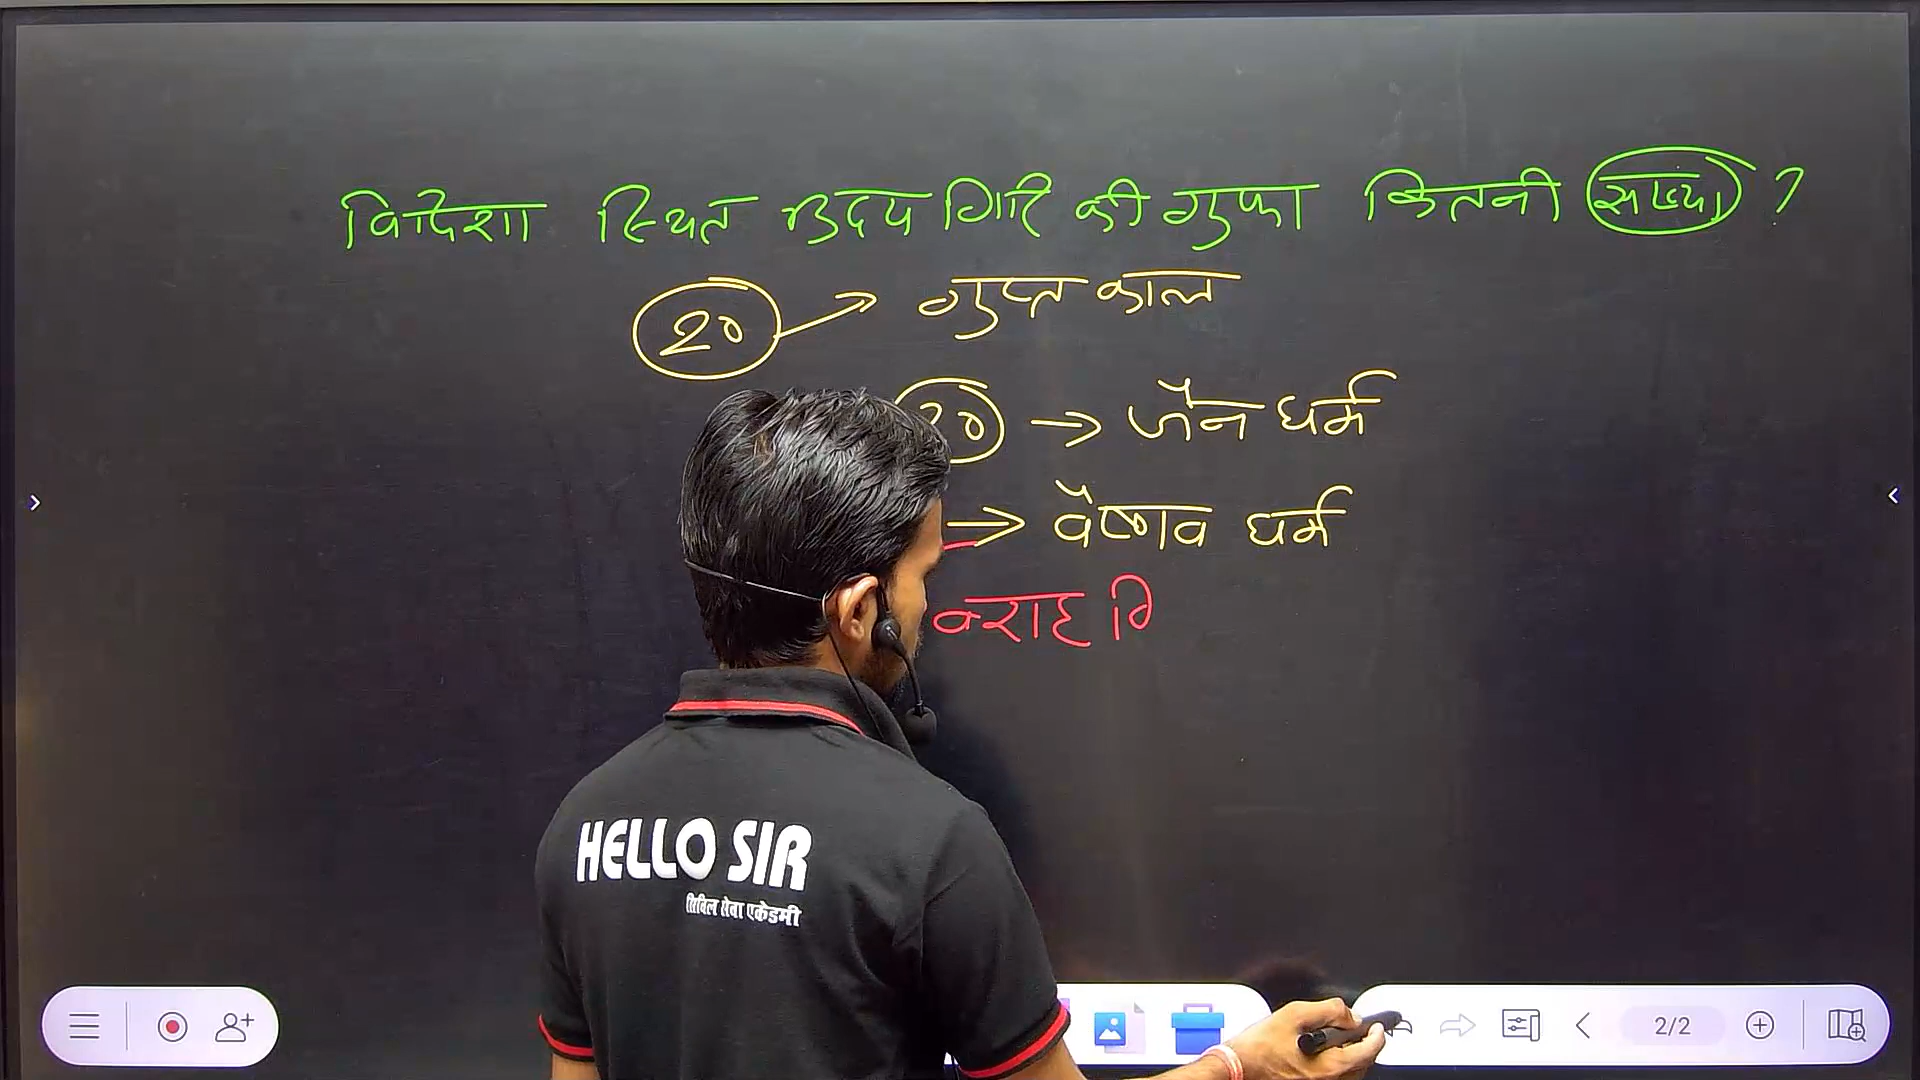 विदिशा स्थित उदयगिरि की गुफा कितनी संख्या ?
20 → गुप्त काल
20 → जैन धर्म
→ वैष्णव धर्म
वराह
HELLO SIR
सिविल सेवा एकेडमी
2/2